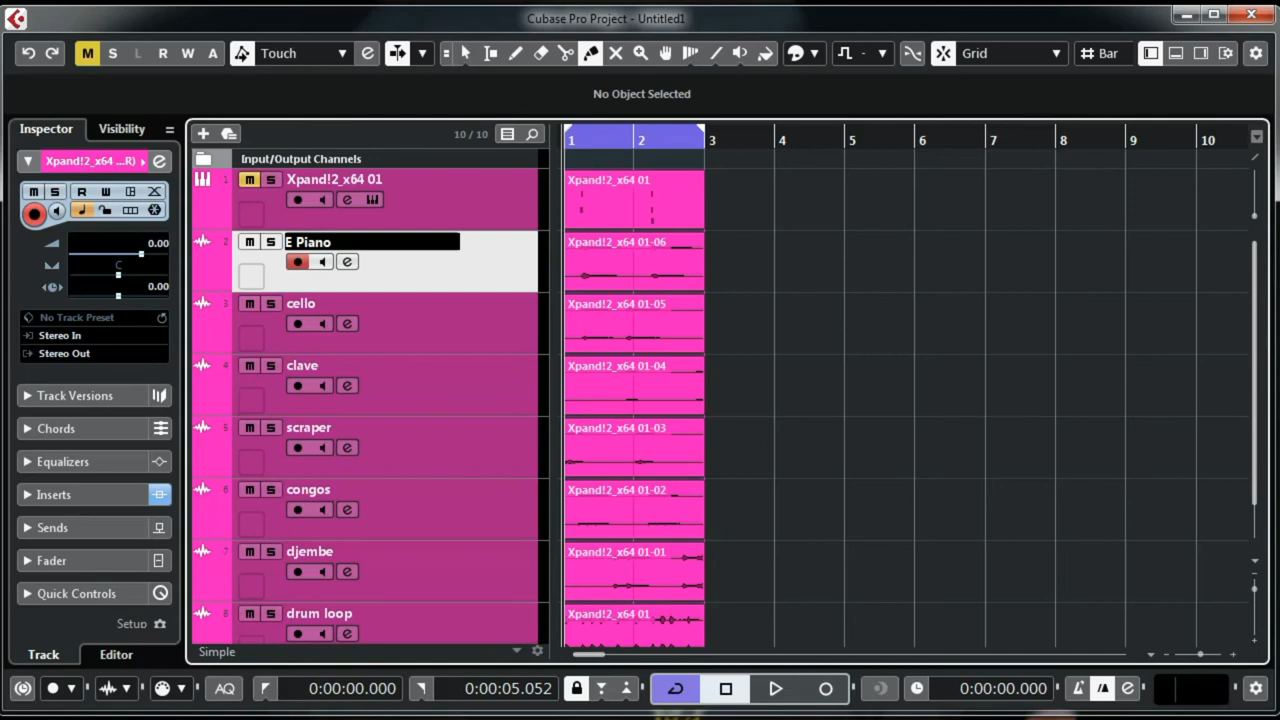 Cubase Pro Project - Untitled1
M S L R W A Touch Grid Bar
No Object Selected
Inspector Visibility
10 / 10
1 2 3 4 5 6 7 8 9 10
Input/Output Channels
Xpand!2_x64 ...R)
1 m S Xpand!2_x64 01
Xpand!2_x64 01
m S R W
2 m S E Piano
Xpand!2_x64 01-06
0.00
C
0.00
3 m S cello
Xpand!2_x64 01-05
No Track Preset
Stereo In
Stereo Out
4 m S clave
Xpand!2_x64 01-04
Track Versions
Chords
5 m S scraper
Xpand!2_x64 01-03
Equalizers
Inserts
6 m S congos
Xpand!2_x64 01-02
Sends
7 m S djembe
Xpand!2_x64 01-01
Fader
Quick Controls
8 m S drum loop
Xpand!2_x64 01
Setup
Track Editor
Simple
AQ 0:00:00.000 0:00:05.052 0:00:00.000